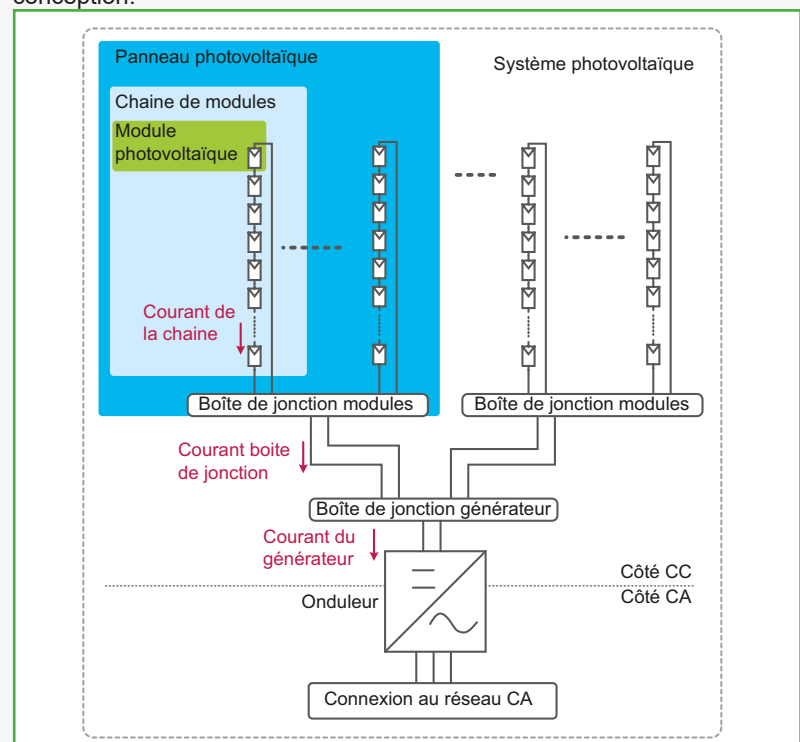 conception.
Panneau photovoltaïque
Système photovoltaïque
Chaine de modules
Module
photovoltaïque
Courant de
la chaine
Boîte de jonction modules
Boîte de jonction modules
Courant boite
de jonction
Boîte de jonction générateur
Courant du
générateur
Côté CC
Onduleur
Côté CA
Connexion au réseau CA